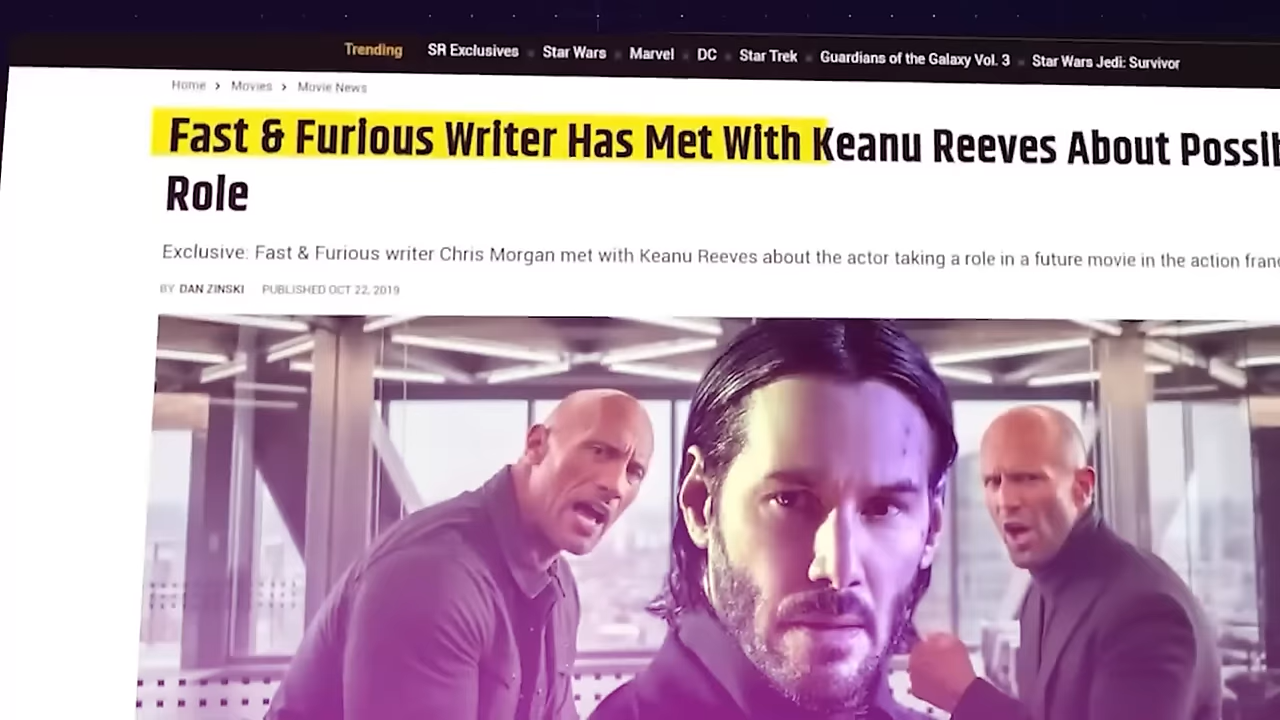 Trending SR Exclusives Star Wars Marvel DC Star Trek Guardians of the Galaxy Vol. 3 Star Wars Jedi: Survivor
Home > Movies > Movie News
Fast & Furious Writer Has Met With Keanu Reeves About
Role
Exclusive: Fast & Furious writer Chris Morgan met with Keanu Reeves about the actor taking a role in a future movie in the action
BY DAN ZINSKI PUBLISHED OCT 22, 2019